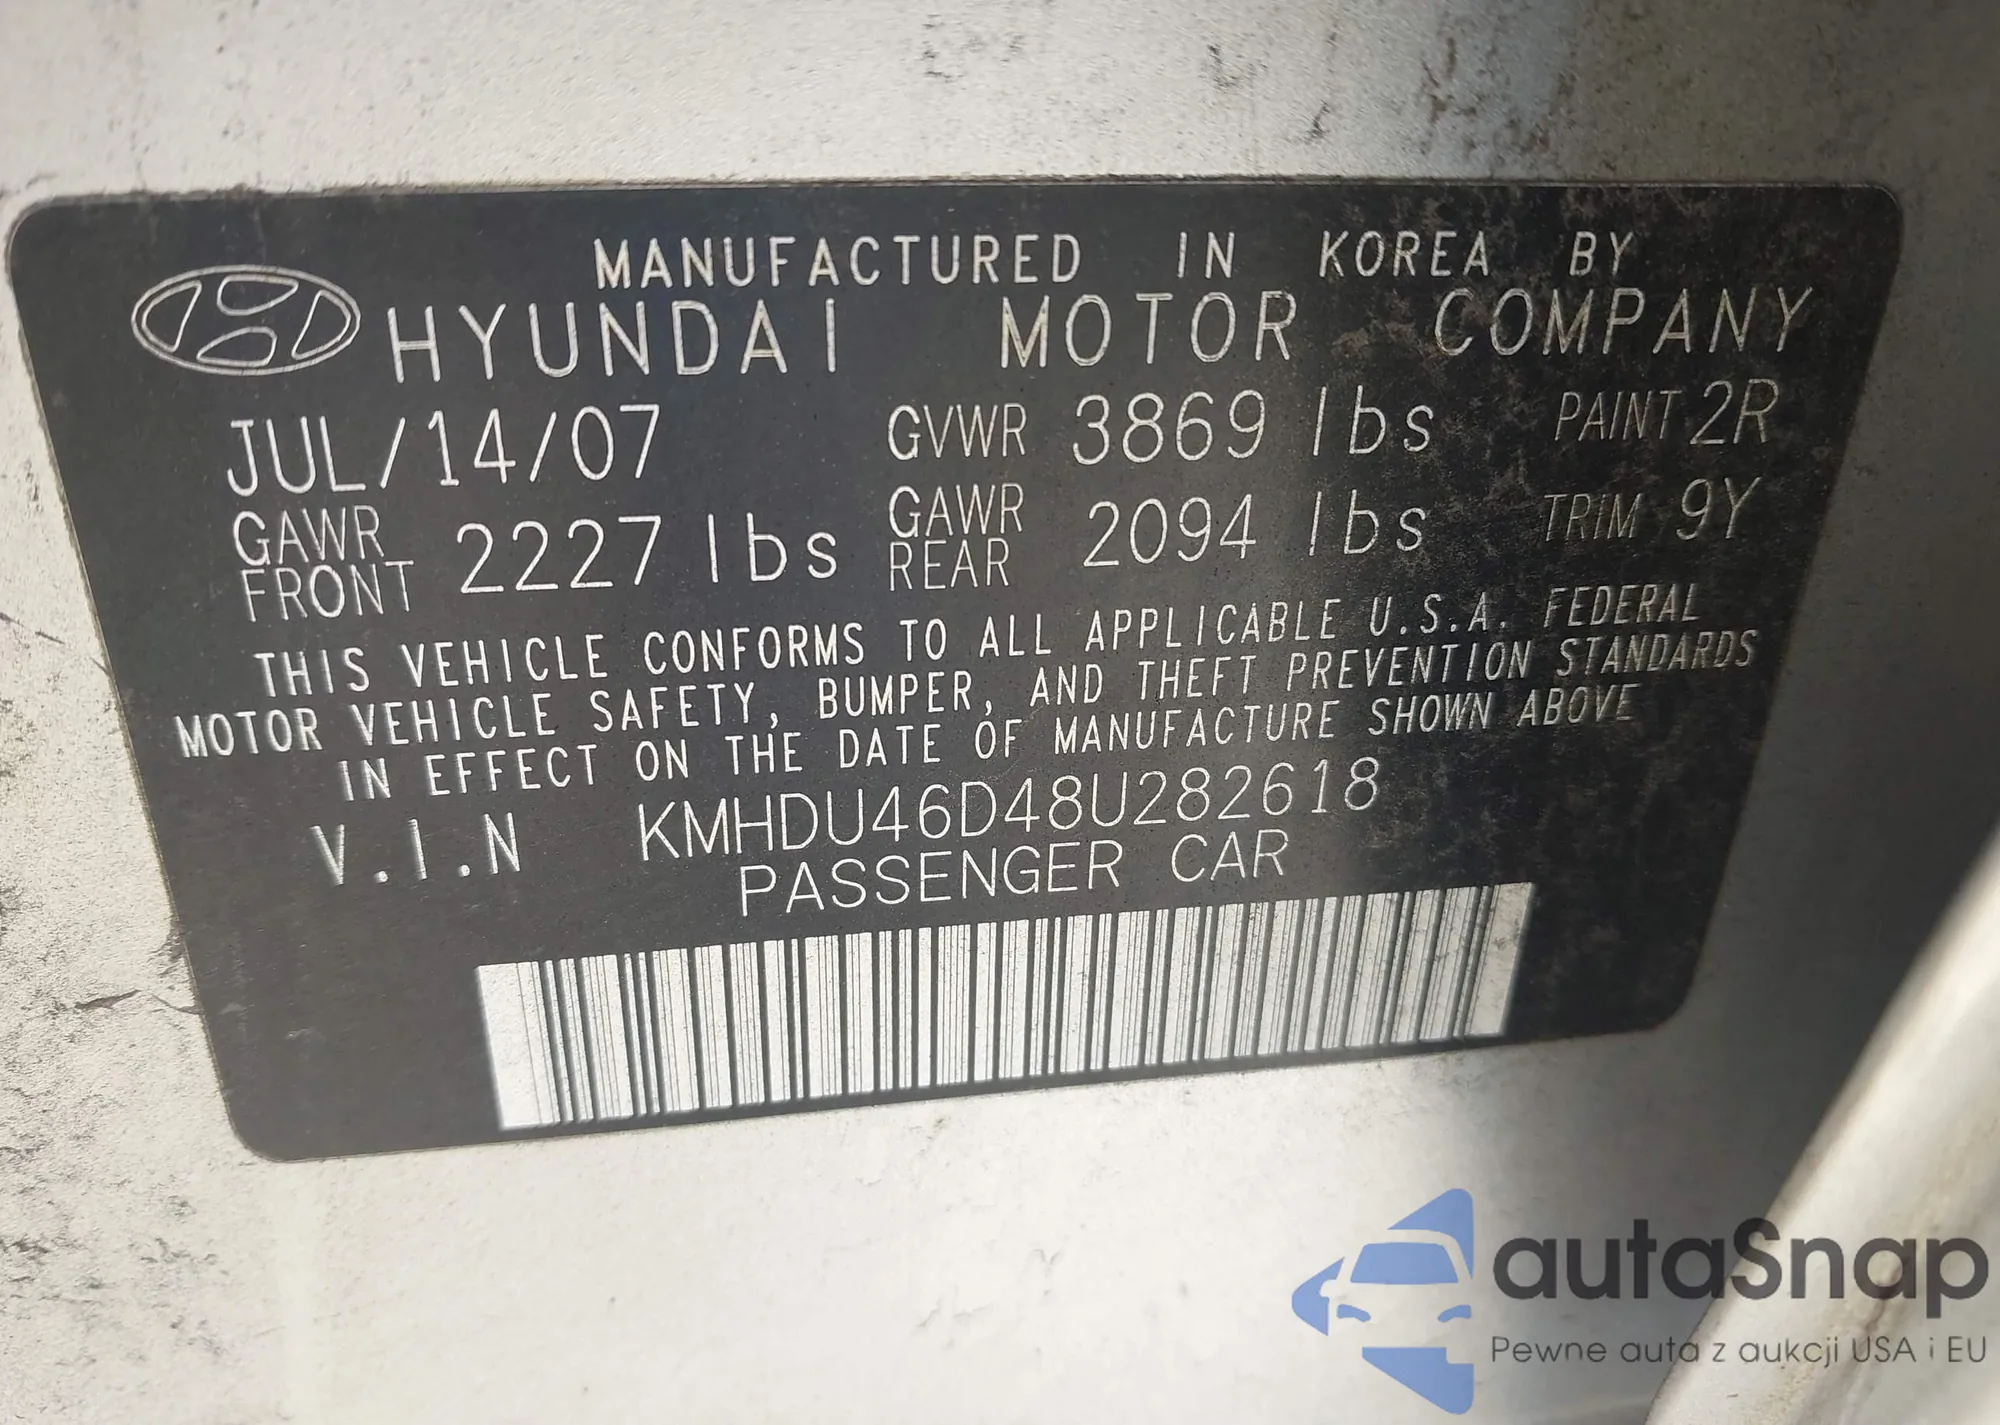 MANUFACTURED IN KOREA BY
HYUNDAI MOTOR COMPANY
JUL/14/07 GVWR 3869 lbs PAINT 2R
GAWR FRONT 2227 lbs GAWR REAR 2094 lbs TRIM 9Y
THIS VEHICLE CONFORMS TO ALL APPLICABLE U.S.A. FEDERAL
MOTOR VEHICLE SAFETY, BUMPER, AND THEFT PREVENTION STANDARDS
IN EFFECT ON THE DATE OF MANUFACTURE SHOWN ABOVE
V.I.N KMHDU46D48U282618
PASSENGER CAR
autaSnap
Pewne auta z aukcji USA i EU